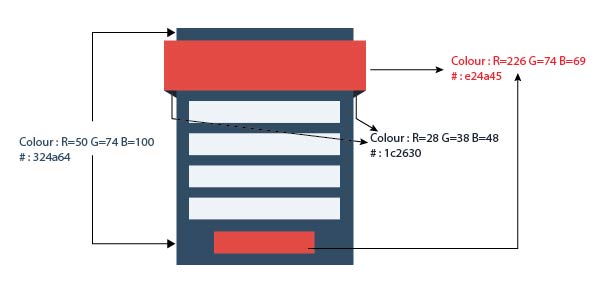 Colour : R=226 G=74 B=69
# : e24a45
Colour : R=50 G=74 B=100
# : 324a64
Colour : R=28 G=38 B=48
# : 1c2630